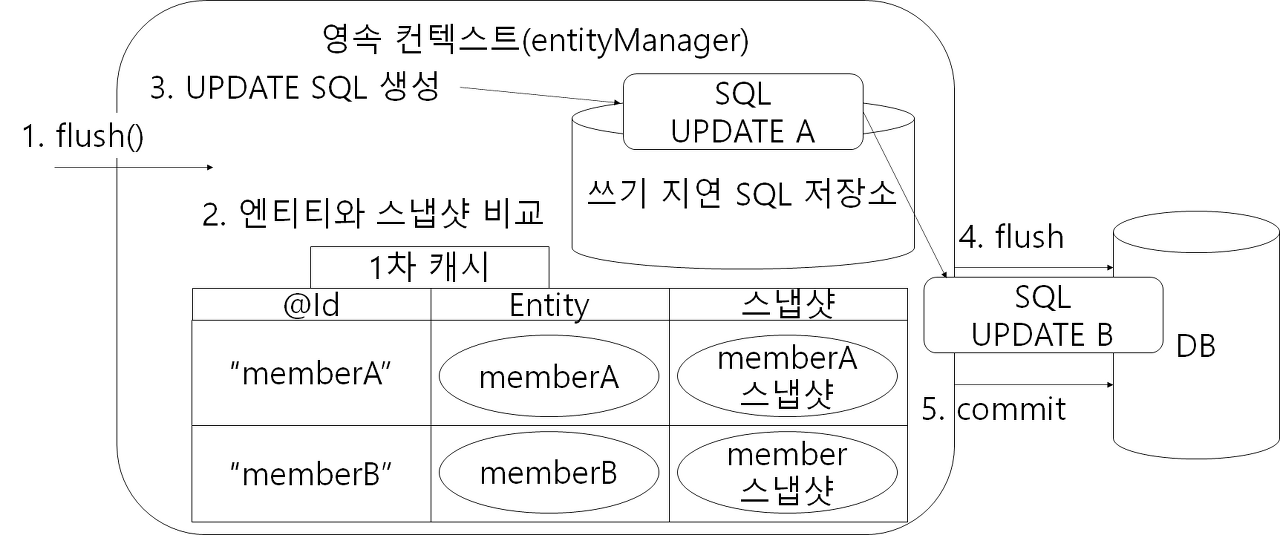 영속 컨텍스트(entityManager)
3. UPDATE SQL 생성
SQL
UPDATE A
1. flush()
쓰기 지연 SQL 저장소
2. 엔티티와 스냅샷 비교
4. flush
1차 캐시
SQL
UPDATE B
DB
@Id
Entity
스냅샷
"memberA"
memberA
memberA
스냅샷
5. commit
"memberB"
memberB
member
스냅샷